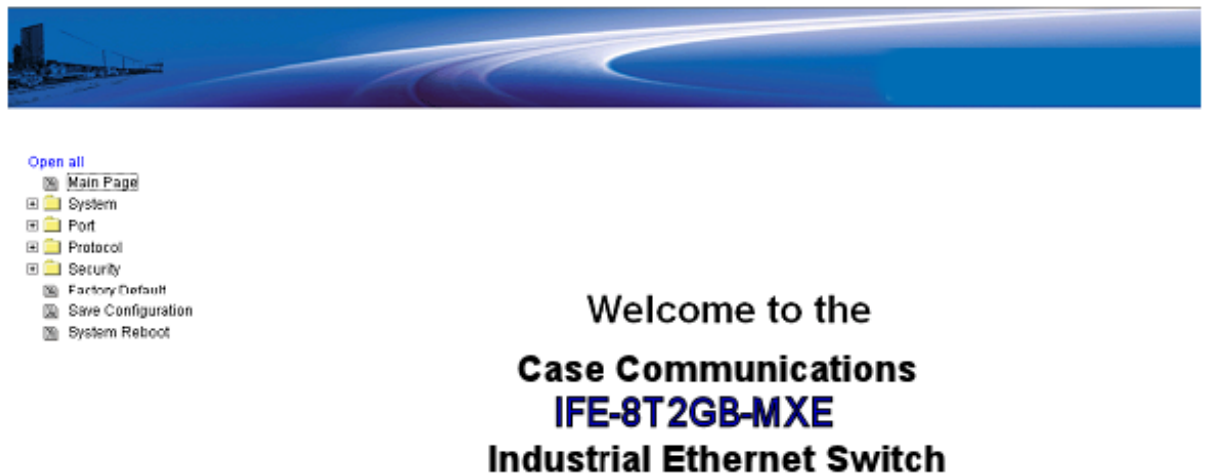 Open all
Main Page
System
Port
Protocol
Security
Factory Default
Save Configuration
System Reboot
Welcome to the
Case Communications
IFE-8T2GB-MXE
Industrial Ethernet Switch